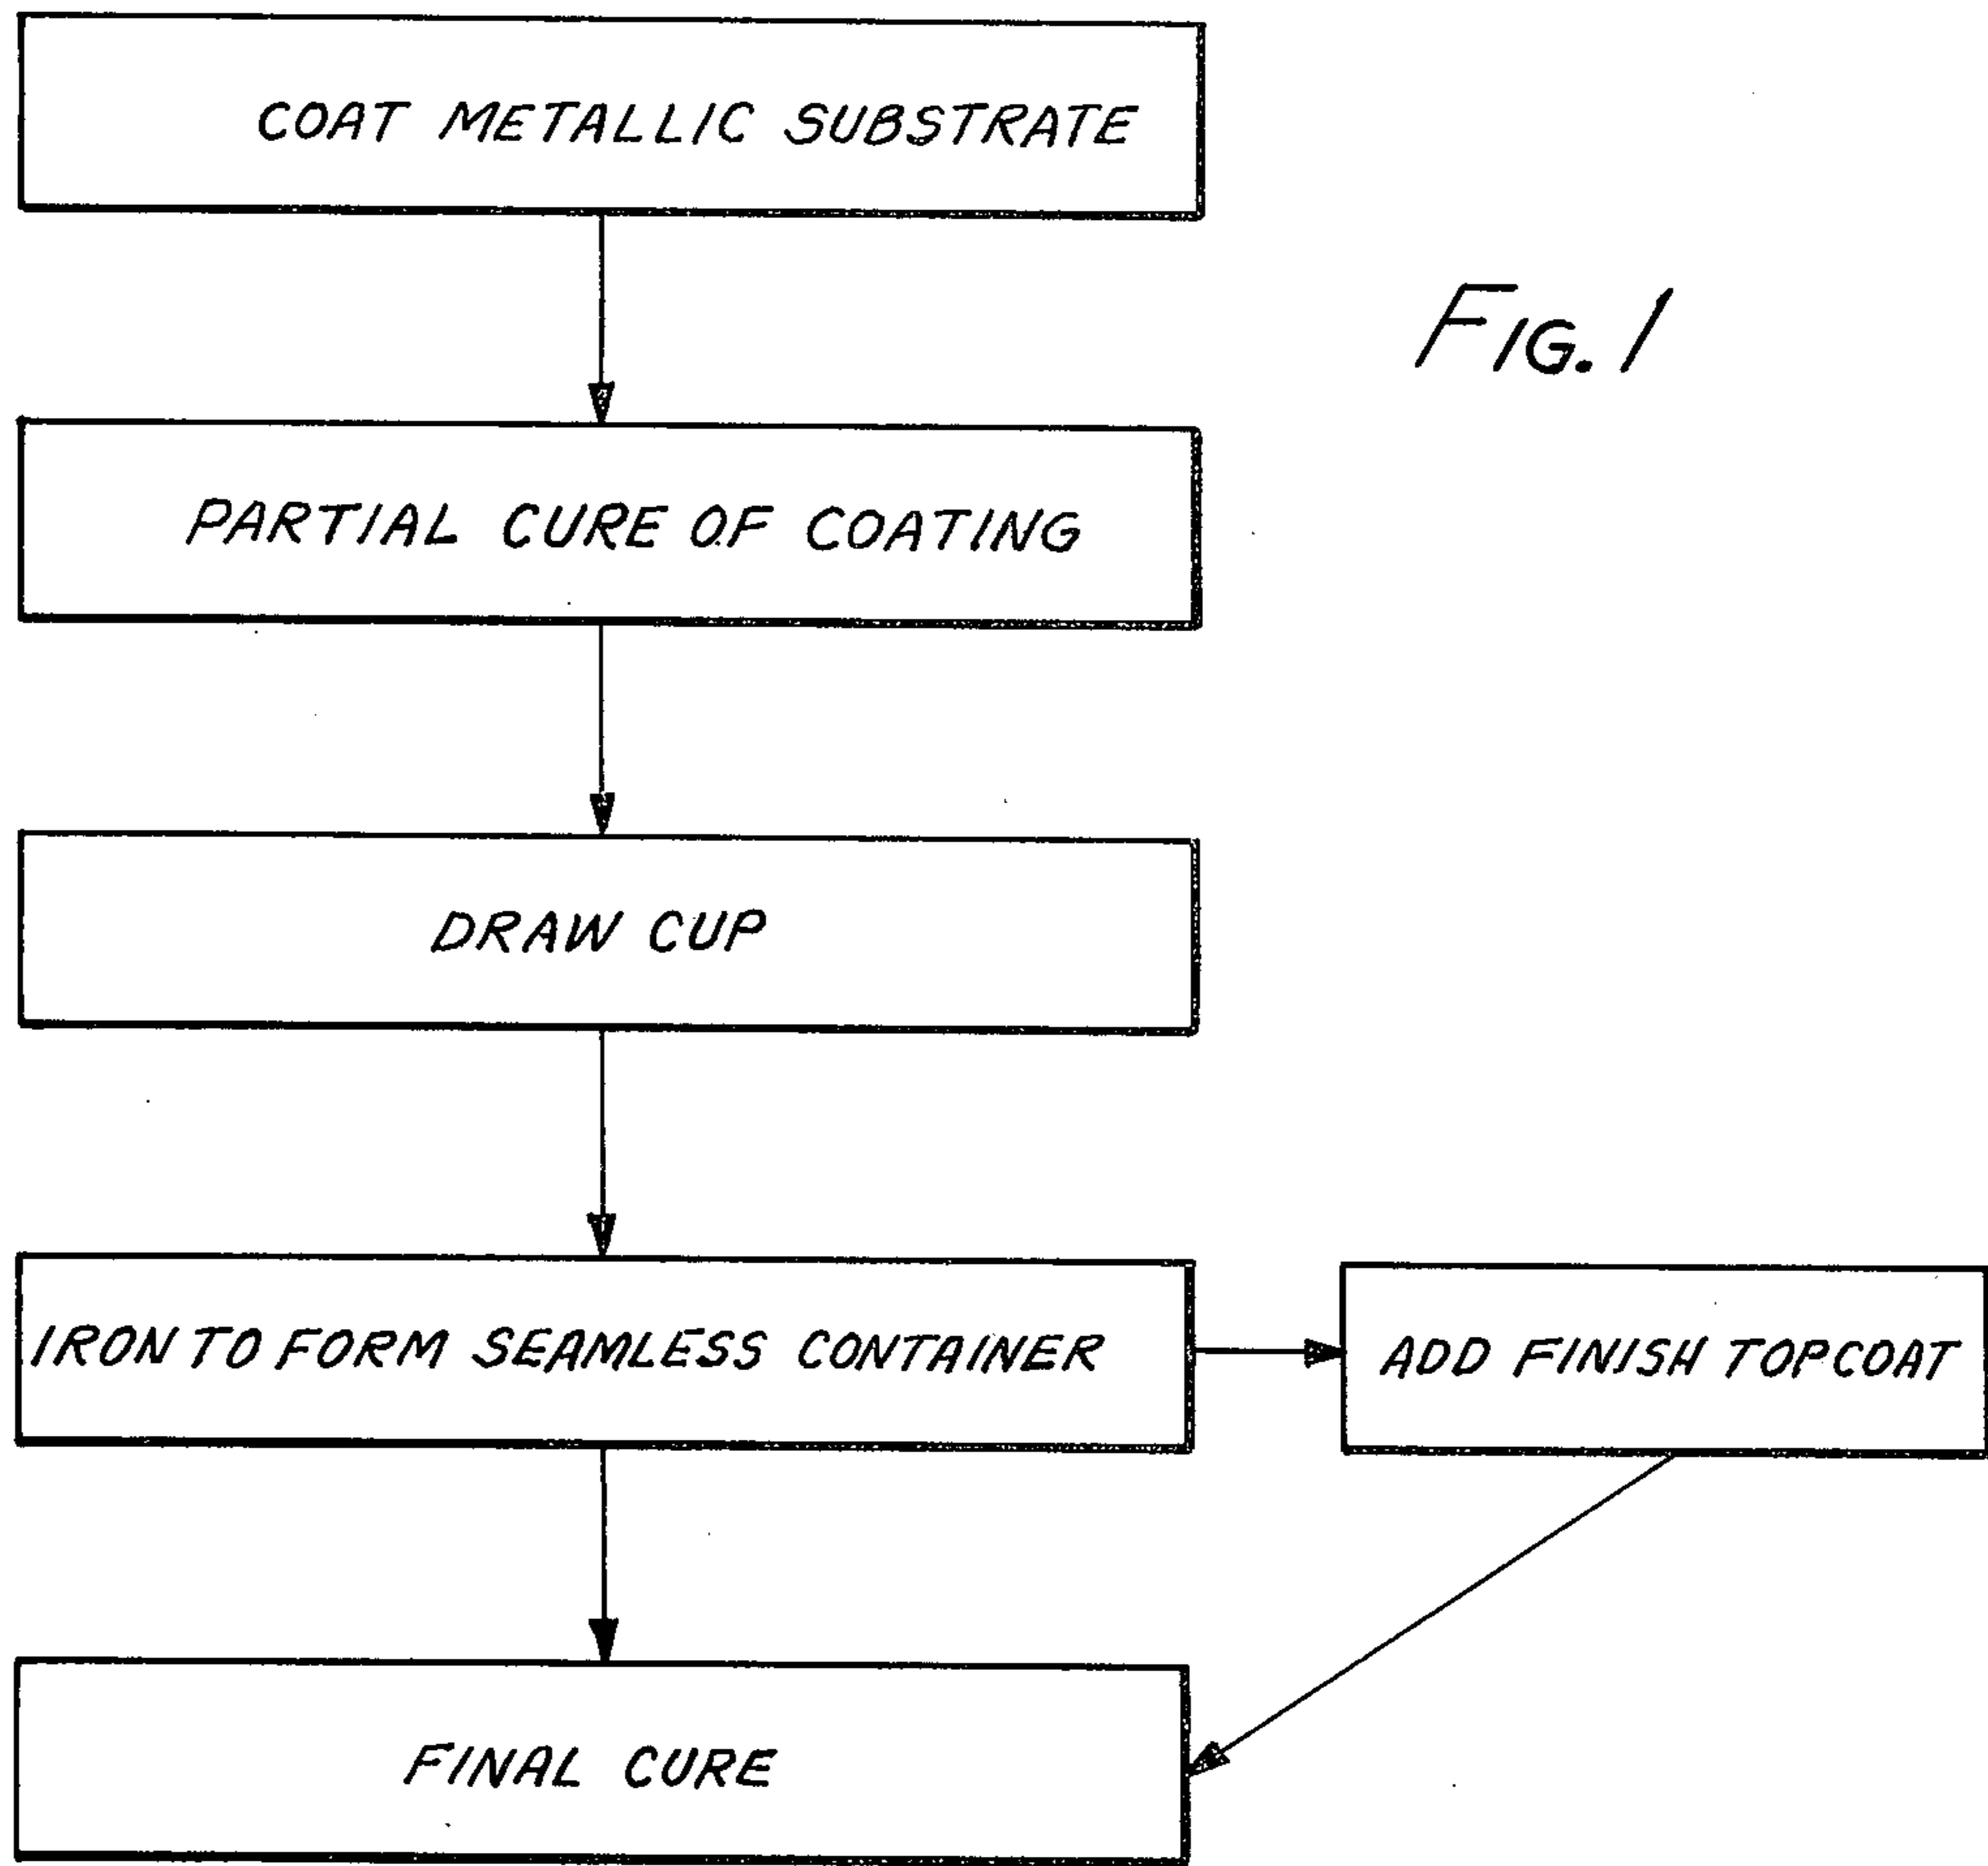 COAT METALLIC SUBSTRATE
FIG. 1
PARTIAL CURE OF COATING
DRAW CUP
IRON TO FORM SEAMLESS CONTAINER
ADD FINISH TOPCOAT
FINAL CURE